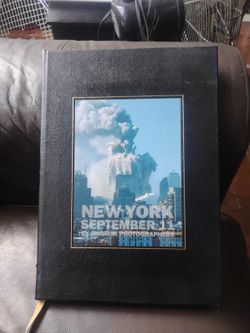 NEW YORK
SEPTEMBER 11
BY MAGNUM PHOTOGRAPHERS